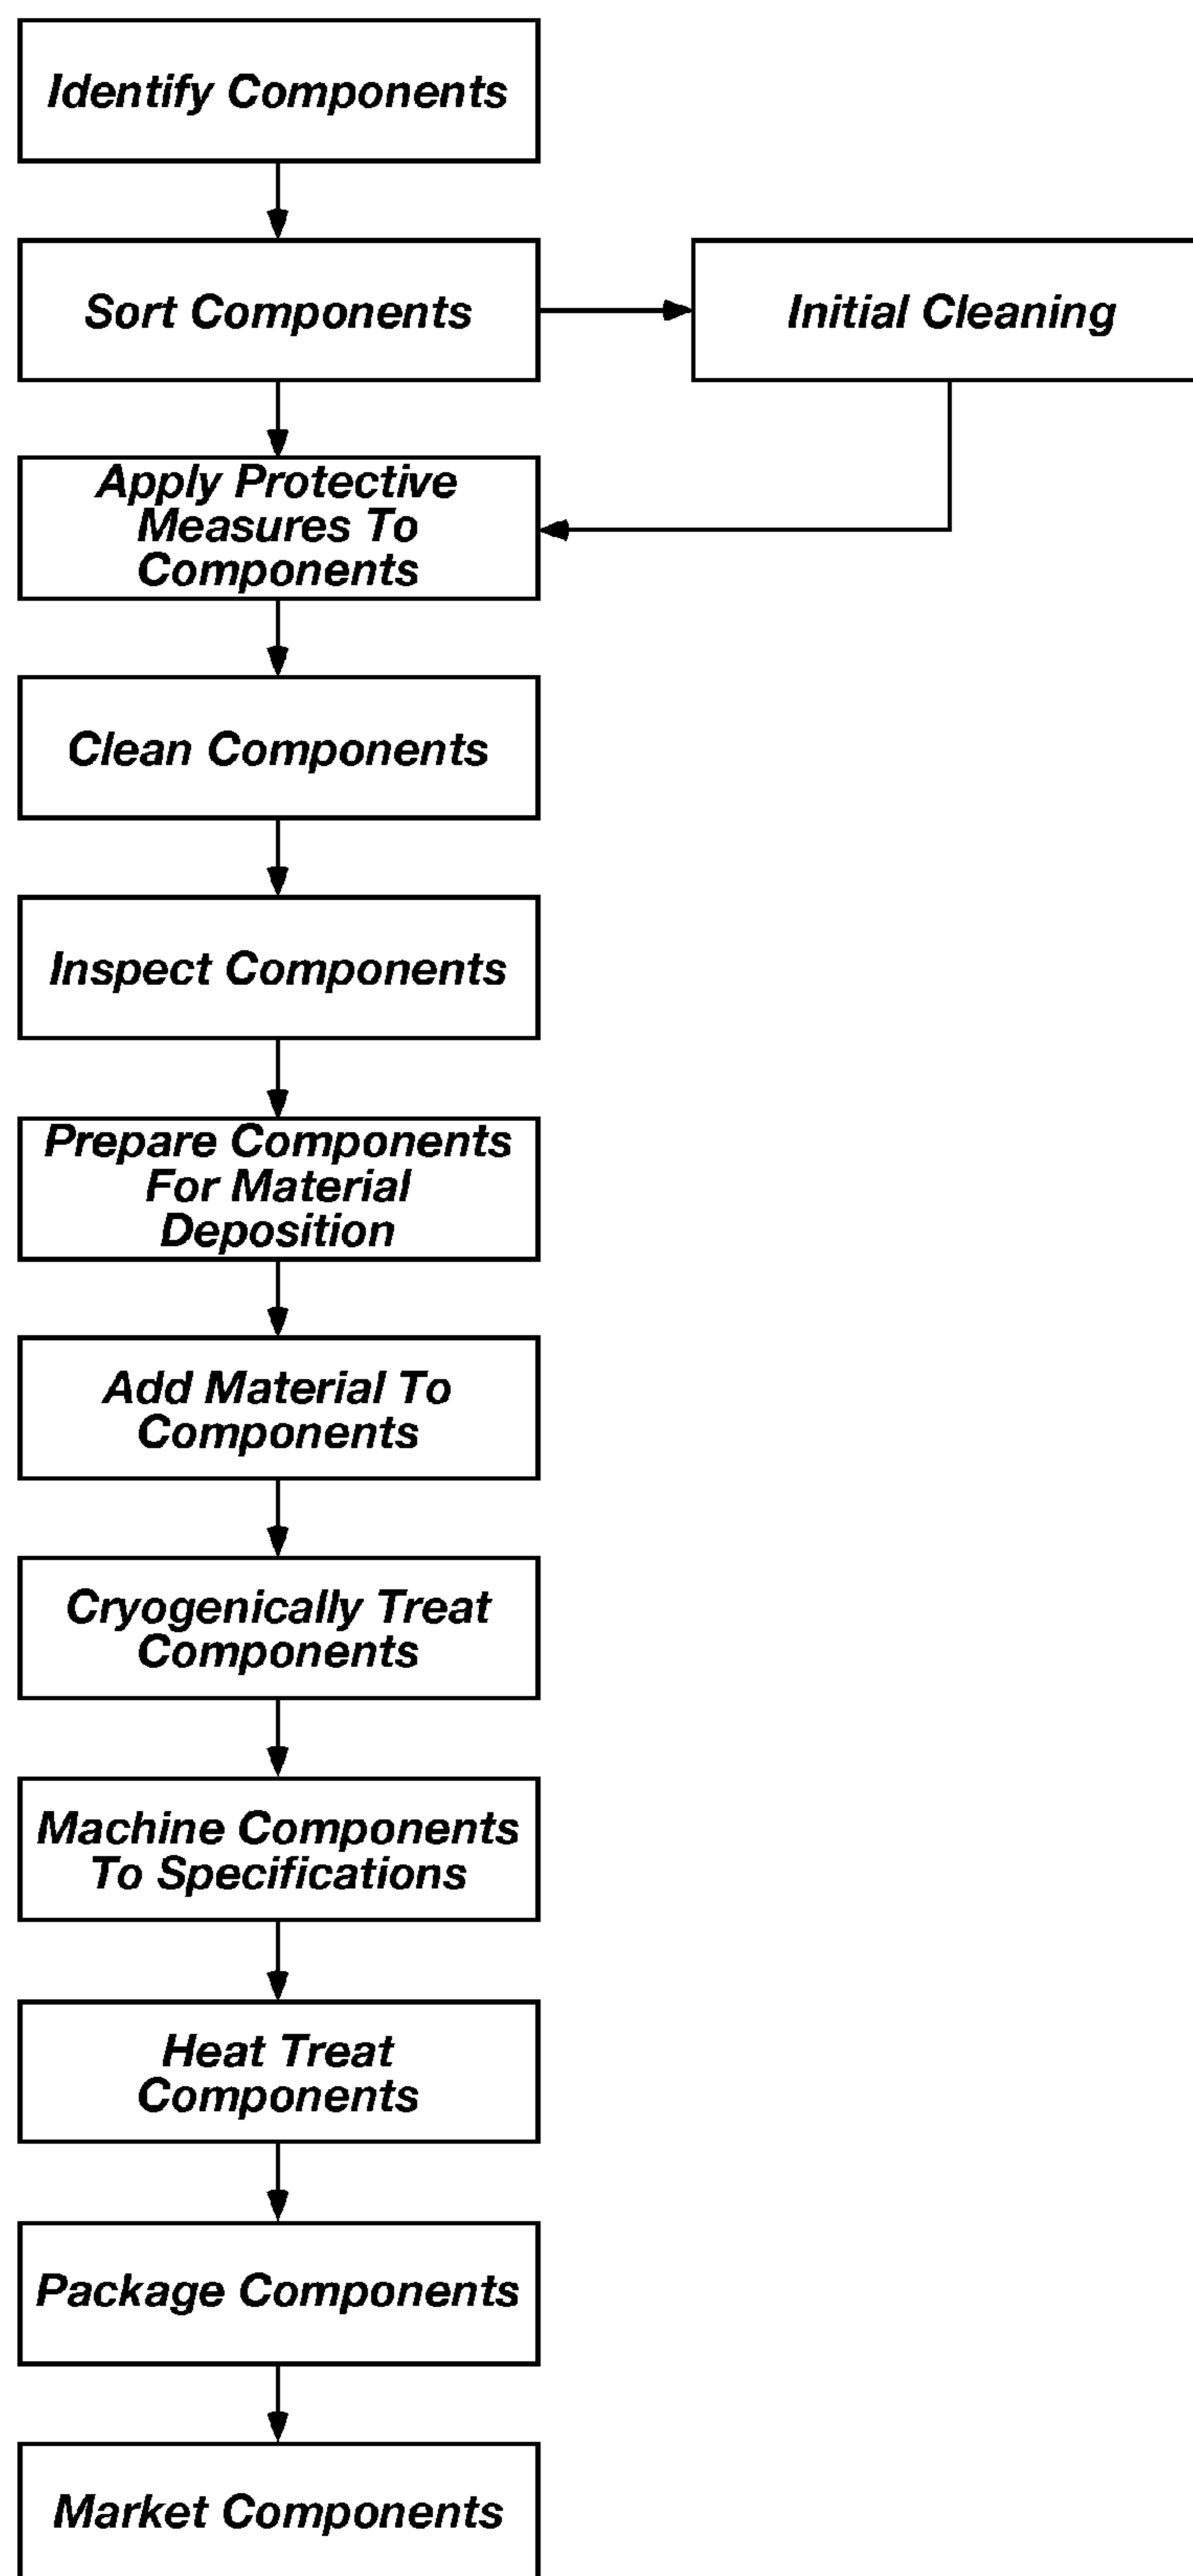 Identify Components
Sort Components
Initial Cleaning
Apply Protective
Measures To
Components
Clean Components
Inspect Components
Prepare Components
For Material
Deposition
Add Material To
Components
Cryogenically Treat
Components
Machine Components
To Specifications
Heat Treat
Components
Package Components
Market Components